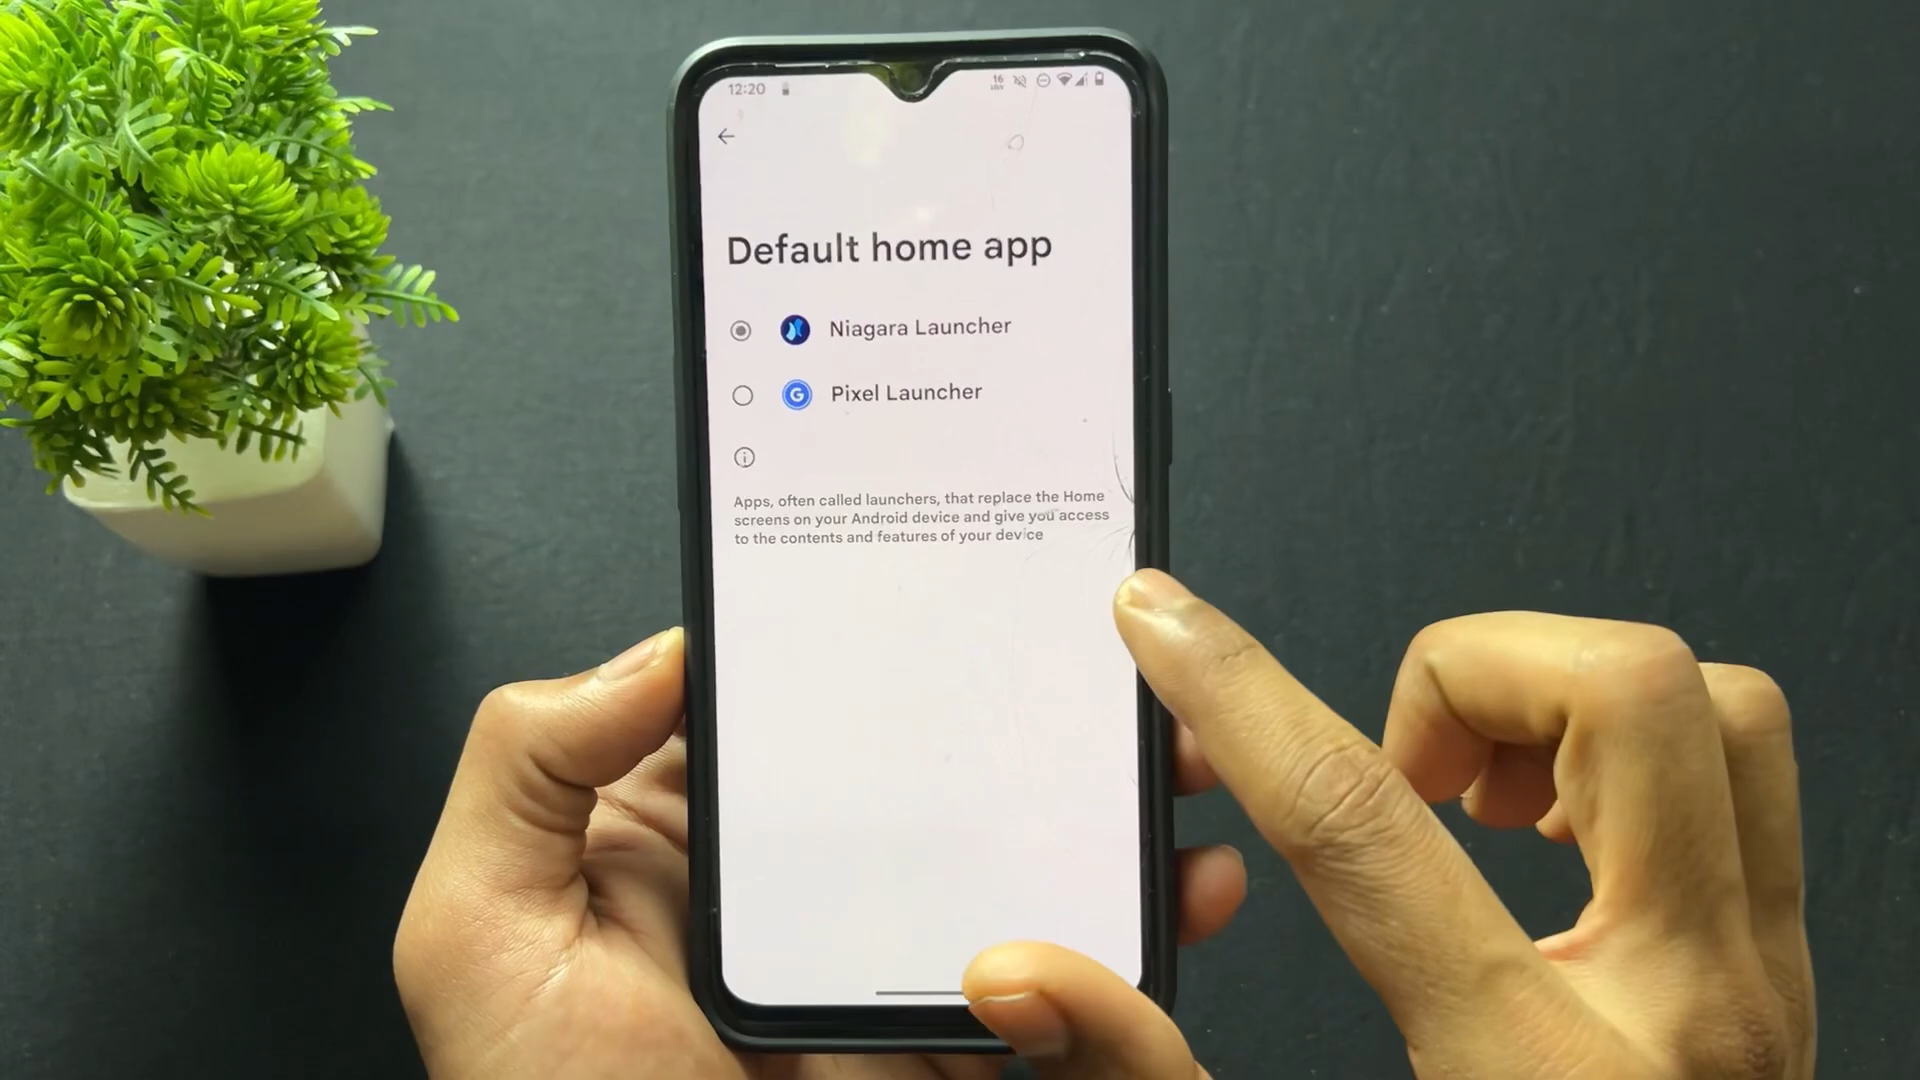 12:20
16
Default home app
Niagara Launcher
G Pixel Launcher
Apps, often called launchers, that replace the Home
screens on your Android device and give you access
to the contents and features of your device